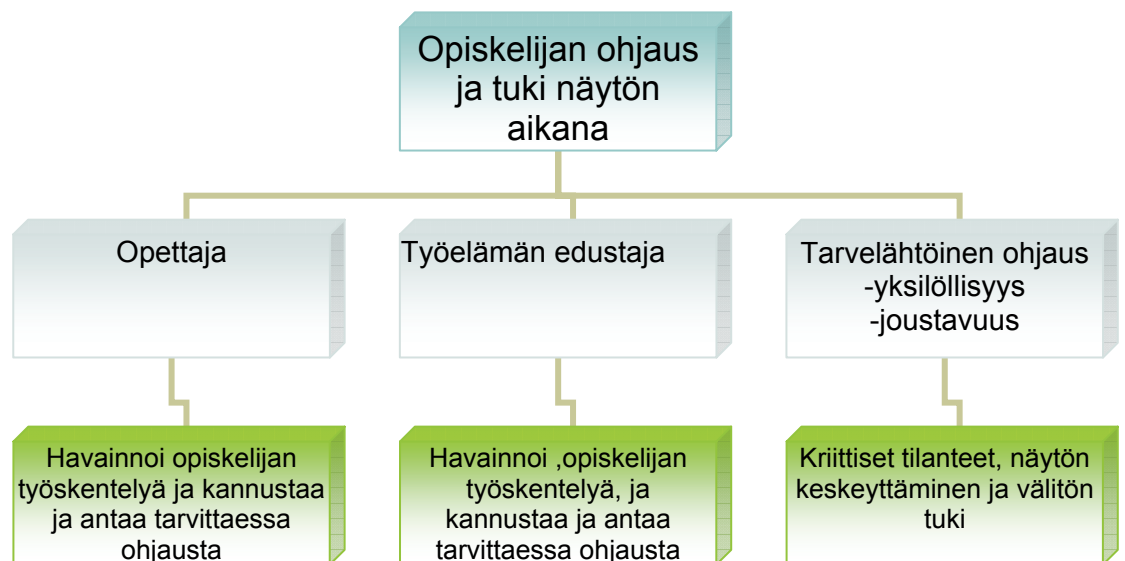 Opiskelijan ohjaus
ja tuki näytön
aikana
Opettaja
Työelämän edustaja
Tarvelähtöinen ohjaus
-yksilöllisyys
-joustavuus
Havainnoi opiskelijan
työskentelyä ja kannustaa
ja antaa tarvittaessa
ohjausta
Havainnoi ,opiskelijan
työskentelyä, ja
kannustaa ja antaa
tarvittaessa ohjausta
Kriittiset tilanteet, näytön
keskeyttäminen ja välitön
tuki